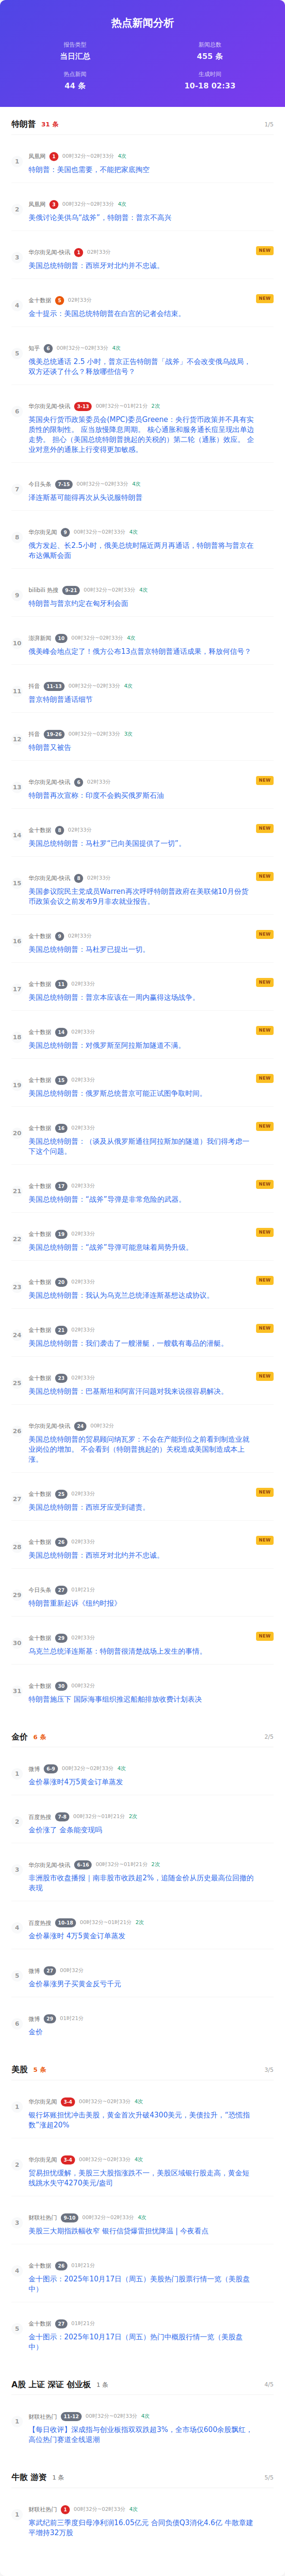 热点新闻分析
报告类型
新闻总数
当日汇总
455 条
热点新闻
生成时间
44 条
10-18 02:33
特朗普 31 条 1/5
1 凤凰网 1 00时32分~02时33分 4次
特朗普：美国也需要，不能把家底掏空
2 凤凰网 3 00时32分~02时33分 4次
美俄讨论美供乌“战斧”，特朗普：普京不高兴
3 华尔街见闻-快讯 1 02时33分 NEW
美国总统特朗普：西班牙对北约并不忠诚。
4 金十数据 5 02时33分 NEW
金十提示：美国总统特朗普在白宫的记者会结束。
5 知乎 6 00时32分~02时33分 4次
俄美总统通话 2.5 小时，普京正告特朗普「战斧」不会改变俄乌战局，
双方还谈了什么？释放哪些信号？
6 华尔街见闻-快讯 3-13 00时32分~01时21分 2次
英国央行货币政策委员会(MPC)委员Greene：央行货币政策并不具有实
质性的限制性。 应当放慢降息周期。 核心通胀和服务通长痘呈现出单边
走势。 担心（美国总统特朗普挑起的关税的）第二轮（通胀）效应。 企
业对意外的通胀上行变得更加敏感。
7 今日头条 7-15 00时32分~02时33分 4次
泽连斯基可能得再次从头说服特朗普
8 华尔街见闻 9 00时32分~02时33分 4次
俄方发起、长2.5小时，俄美总统时隔近两月再通话，特朗普将与普京在
布达佩斯会面
9 bilibili 热搜 9-21 00时32分~02时33分 4次
特朗普与普京约定在匈牙利会面
10 澎湃新闻 10 00时32分~02时33分 4次
俄美峰会地点定了！俄方公布13点普京特朗普通话成果，释放何信号？
11 抖音 11-13 00时32分~02时33分 4次
普京特朗普通话细节
12 抖音 19-26 00时32分~02时33分 3次
特朗普又被告
13 华尔街见闻-快讯 6 02时33分 NEW
特朗普再次宣称：印度不会购买俄罗斯石油
14 金十数据 8 02时33分 NEW
美国总统特朗普：马杜罗“已向美国提供了一切”。
15 华尔街见闻-快讯 8 02时33分 NEW
美国参议院民主党成员Warren再次呼呼特朗普政府在美联储10月份货
币政策会议之前发布9月非农就业报告。
16 金十数据 9 02时33分 NEW
美国总统特朗普：马杜罗已提出一切。
17 金十数据 11 02时33分 NEW
美国总统特朗普：普京本应该在一周内赢得这场战争。
18 金十数据 14 02时33分 NEW
美国总统特朗普：对俄罗斯至阿拉斯加隧道不满。
19 金十数据 15 02时33分 NEW
美国总统特朗普：俄罗斯总统普京可能正试图争取时间。
20 金十数据 16 02时33分 NEW
美国总统特朗普：（谈及从俄罗斯通往阿拉斯加的隧道）我们得考虑一
下这个问题。
21 金十数据 17 02时33分 NEW
美国总统特朗普：“战斧”导弹是非常危险的武器。
22 金十数据 19 02时33分 NEW
美国总统特朗普：“战斧”导弹可能意味着局势升级。
23 金十数据 20 02时33分 NEW
美国总统特朗普：我认为乌克兰总统泽连斯基想达成协议。
24 金十数据 21 02时33分 NEW
美国总统特朗普：我们袭击了一艘潜艇，一艘载有毒品的潜艇。
25 金十数据 23 02时33分 NEW
美国总统特朗普：巴基斯坦和阿富汗问题对我来说很容易解决。
26 华尔街见闻-快讯 24 00时32分
美国总统特朗普的贸易顾问纳瓦罗：不会在产能到位之前看到制造业就
业岗位的增加。 不会看到（特朗普挑起的）关税造成美国制造成本上
涨。
27 金十数据 25 02时33分 NEW
美国总统特朗普：西班牙应受到谴责。
28 金十数据 26 02时33分 NEW
美国总统特朗普：西班牙对北约并不忠诚。
29 今日头条 27 01时21分
特朗普重新起诉《纽约时报》
30 金十数据 29 02时33分 NEW
乌克兰总统泽连斯基：特朗普很清楚战场上发生的事情。
31 金十数据 30 00时32分
特朗普施压下 国际海事组织推迟船舶排放收费计划表决
金价 6 条 2/5
1 微博 6-9 00时32分~02时33分 4次
金价暴涨时4万5黄金订单蒸发
2 百度热搜 7-8 00时32分~01时21分 2次
金价涨了 金条能变现吗
3 华尔街见闻-快讯 6-16 00时32分~01时21分 2次
非洲股市收盘播报｜南非股市收跌超2%，追随金价从历史最高位回撤的
表现
4 百度热搜 10-18 00时32分~01时21分 2次
金价暴涨时 4万5黄金订单蒸发
5 微博 27 00时32分
金价暴涨男子买黄金反亏千元
6 微博 29 01时21分
金价
美股 5 条 3/5
1 华尔街见闻 3-4 00时32分~02时33分 4次
银行坏账担忧冲击美股，黄金首次升破4300美元，美债拉升，“恐慌指
数”涨超20%
2 华尔街见闻 3-4 00时32分~02时33分 4次
贸易担忧缓解，美股三大股指涨跌不一，美股区域银行股走高，黄金短
线跳水失守4270美元/盎司
3 财联社热门 9-10 00时32分~02时33分 4次
美股三大期指跌幅收窄 银行信贷爆雷担忧降温 | 今夜看点
4 金十数据 26 01时21分
金十图示：2025年10月17日（周五）美股热门股票行情一览（美股盘
中）
5 金十数据 27 01时21分
金十图示：2025年10月17日（周五）热门中概股行情一览（美股盘
中）
A股 上证 深证 创业板 1 条 4/5
1 财联社热门 11-12 00时32分~02时33分 4次
【每日收评】深成指与创业板指双双跌超3%，全市场仅600余股飘红，
高位热门赛道全线退潮
牛散 游资 1 条 5/5
1 财联社热门 1 00时32分~02时33分 4次
寒武纪前三季度归母净利润16.05亿元 合同负债Q3消化4.6亿 牛散章建
平增持32万股